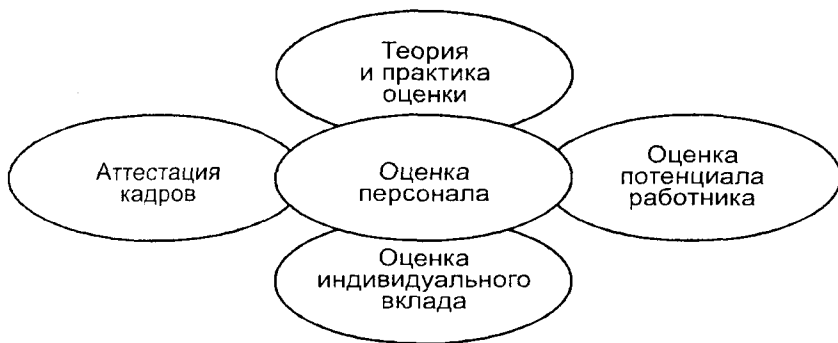 Теория
и практика
оценки
Аттестация
кадров
Оценка
персонала
Оценка
потенциала
работника
Оценка
индивидуального
вклада